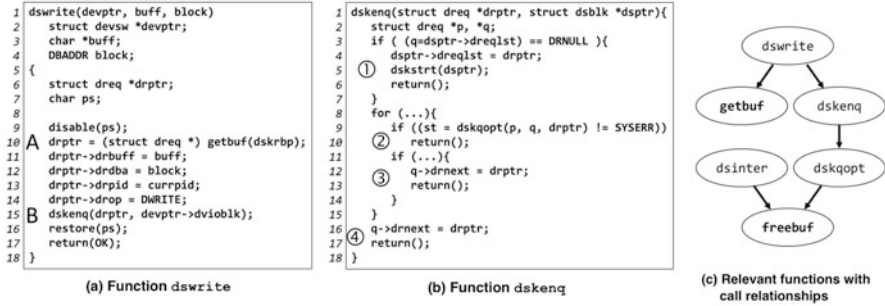 1 dswrite(devptr, buff, block)
2 struct devsw *devptr;
3 char *buff;
4 DBADDR block;
5 {
6 struct dreq *drptr;
7 char ps;
8
9 disable(ps);
10 A drptr = (struct dreq *) getbuf(dskrbp);
11 drptr->drbuff = buff;
12 drptr->drdba = block;
13 drptr->drpid = currpid;
14 drptr->drop = DWRITE;
15 B dskenq(drptr, devptr->dvioblk);
16 restore(ps);
17 return(OK);
18 }
(a) Function dswrite
1 dskenq(struct dreq *drptr, struct dsblk *dsptr){
2 struct dreq *p, *q;
3 if ( (q=dsptr->dreqlst) == DRNULL ){
4 dsptr->dreqlst = drptr;
5 ① dskstrt(dsptr);
6 return();
7 }
8 for (...){
9 if ((st = dskqopt(p, q, drptr) != SYSERR))
10 ② return();
11 if (...){
12 ③ q->drnext = drptr;
13 return();
14 }
15 }
16 ④ q->drnext = drptr;
17 return();
18 }
(b) Function dskenq
dswrite
getbuf
dskenq
dsinter
dskqopt
freebuf
(c) Relevant functions with
call relationships